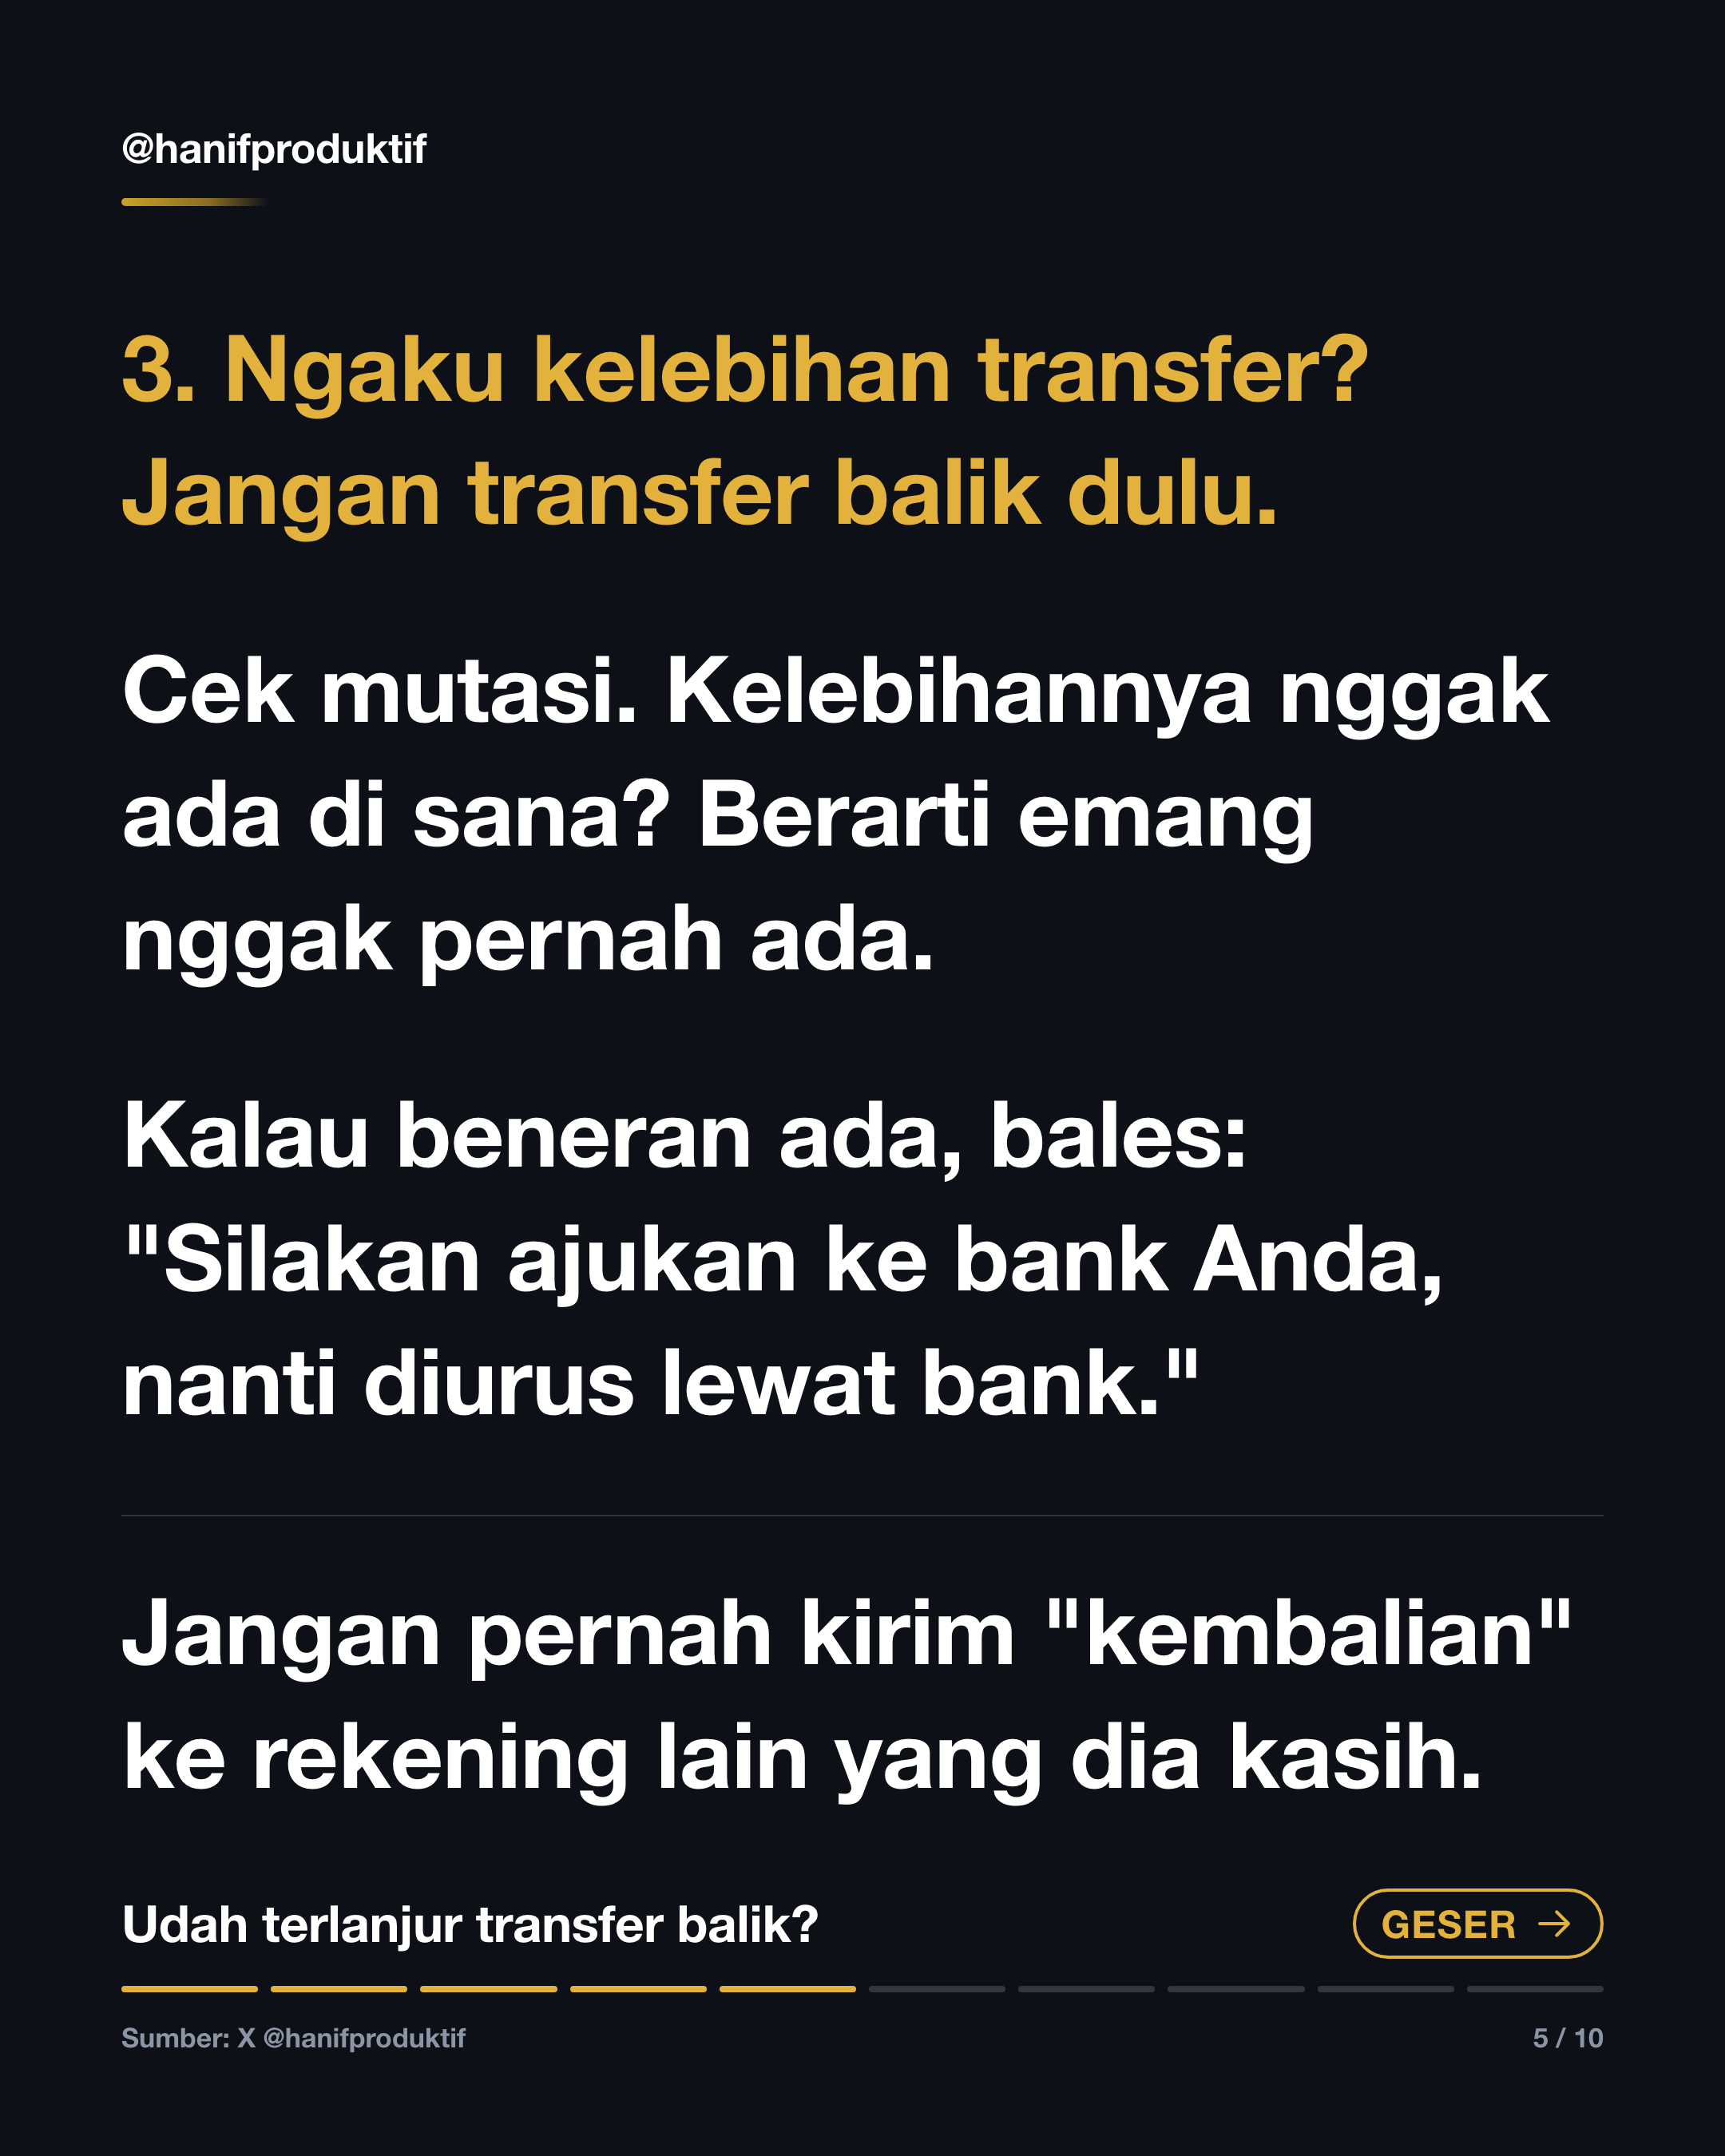 @hanifproduktif
3. Ngaku kelebihan transfer?
Jangan transfer balik dulu.
Cek mutasi. Kelebihannya nggak
ada di sana? Berarti emang
nggak pernah ada.
Kalau beneran ada, bales:
"Silakan ajukan ke bank Anda,
nanti diurus lewat bank."
Jangan pernah kirim "kembalian"
ke rekening lain yang dia kasih.
Udah terlanjur transfer balik?
GESER →
Sumber: X @hanifproduktif
5 / 10